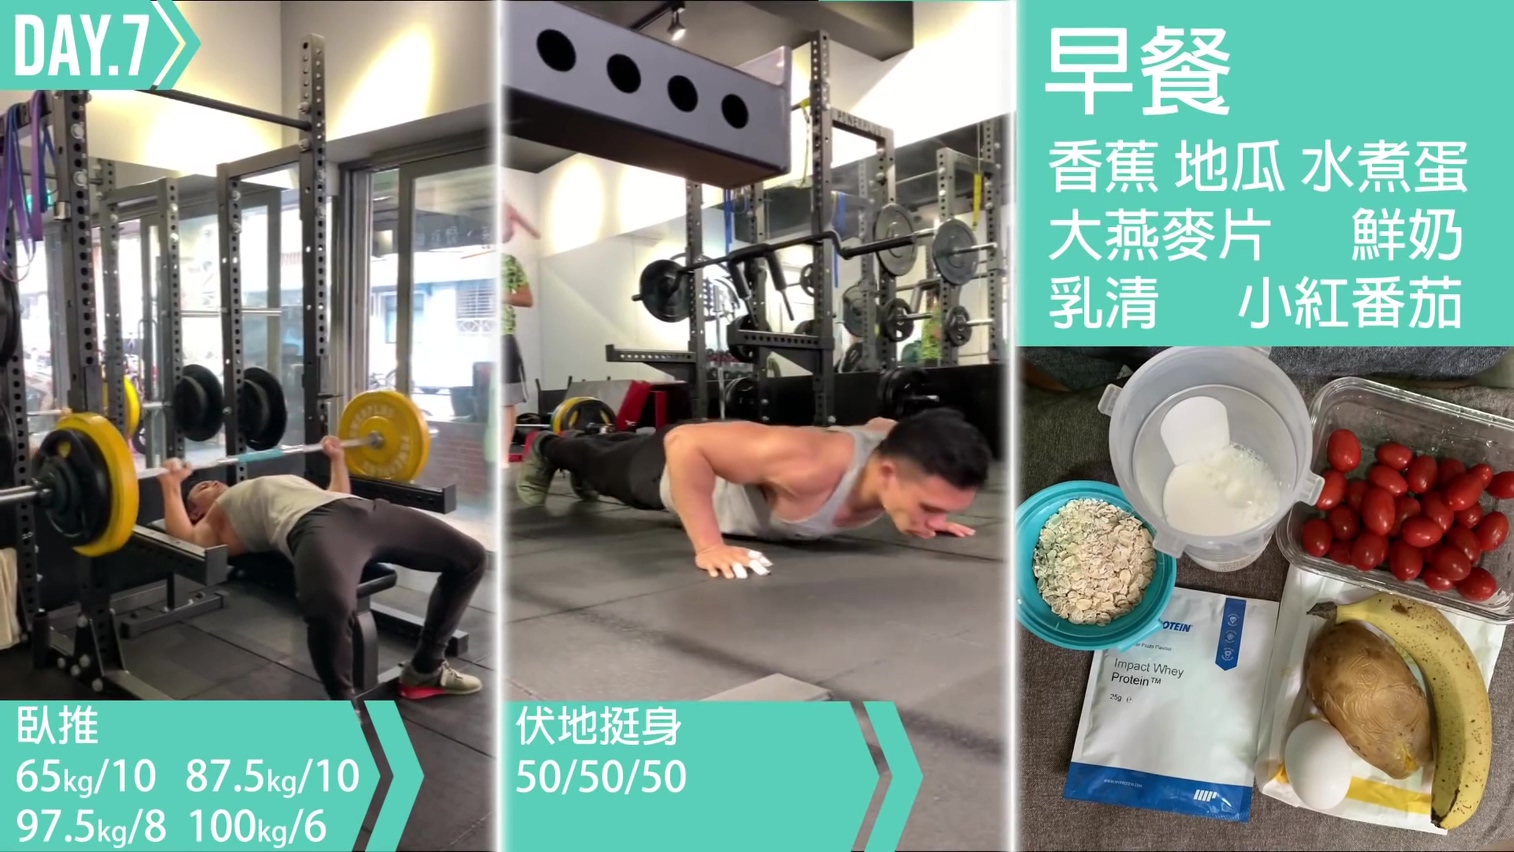 DAY.7
臥推
65kg/10 87.5kg/10
97.5kg/8 100kg/6
伏地挺身
50/50/50
早餐
香蕉 地瓜 水煮蛋
大燕麥片 鮮奶
乳清 小紅番茄
Impact Whey
Protein™
25g ℮